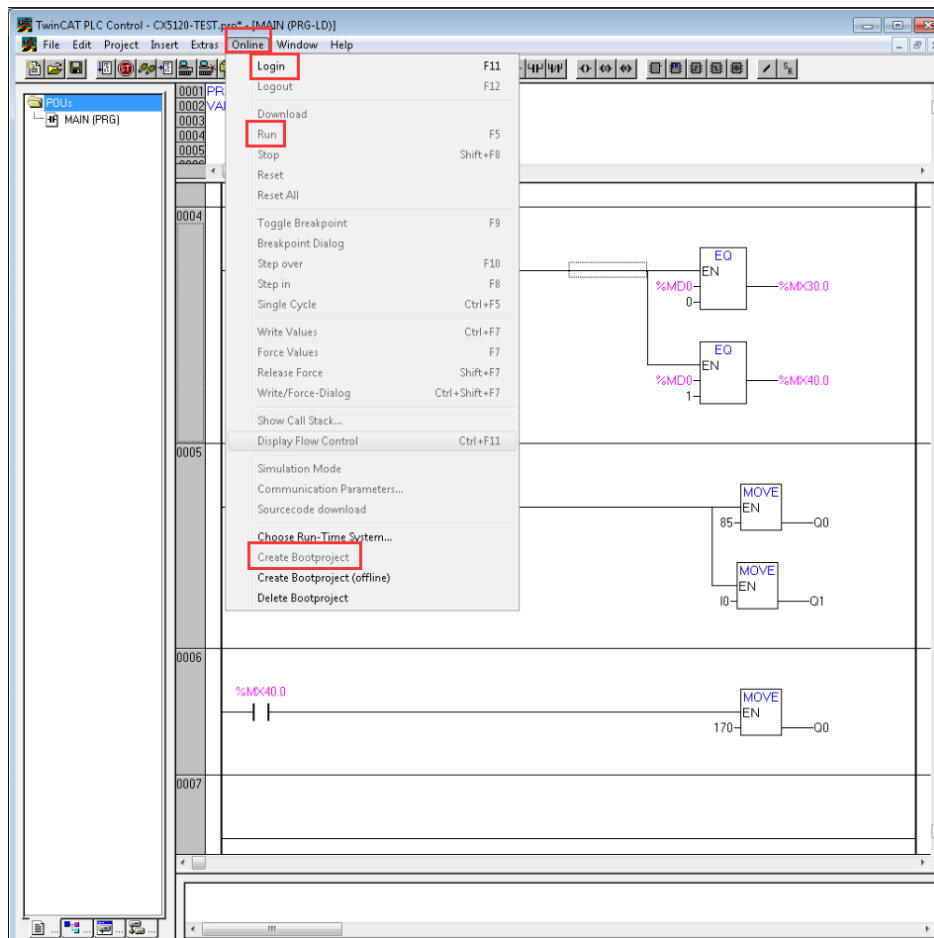 TwinCAT PLC Control - CX5120-TEST.pro* - [MAIN (PRG-LD)]
File Edit Project Insert Extras Online Window Help
POUs
MAIN (PRG)
0001 PR
0002 VA
0003
0004
0005
Login F11
Logout F12
Download
Run F5
Stop Shift+F8
Reset
Reset All
Toggle Breakpoint F9
Breakpoint Dialog
Step over F10
Step in F8
Single Cycle Ctrl+F5
Write Values Ctrl+F7
Force Values F7
Release Force Shift+F7
Write/Force-Dialog Ctrl+Shift+F7
Show Call Stack...
Display Flow Control Ctrl+F11
Simulation Mode
Communication Parameters...
Sourcecode download
Choose Run-Time System...
Create Bootproject
Create Bootproject (offline)
Delete Bootproject
0004
EQ
EN
%MD0 %MX30.0
0
EQ
EN
%MD0 %MX40.0
1
0005
MOVE
EN
85 Q0
MOVE
EN
I0 Q1
0006
%MX40.0
MOVE
EN
170 Q0
0007